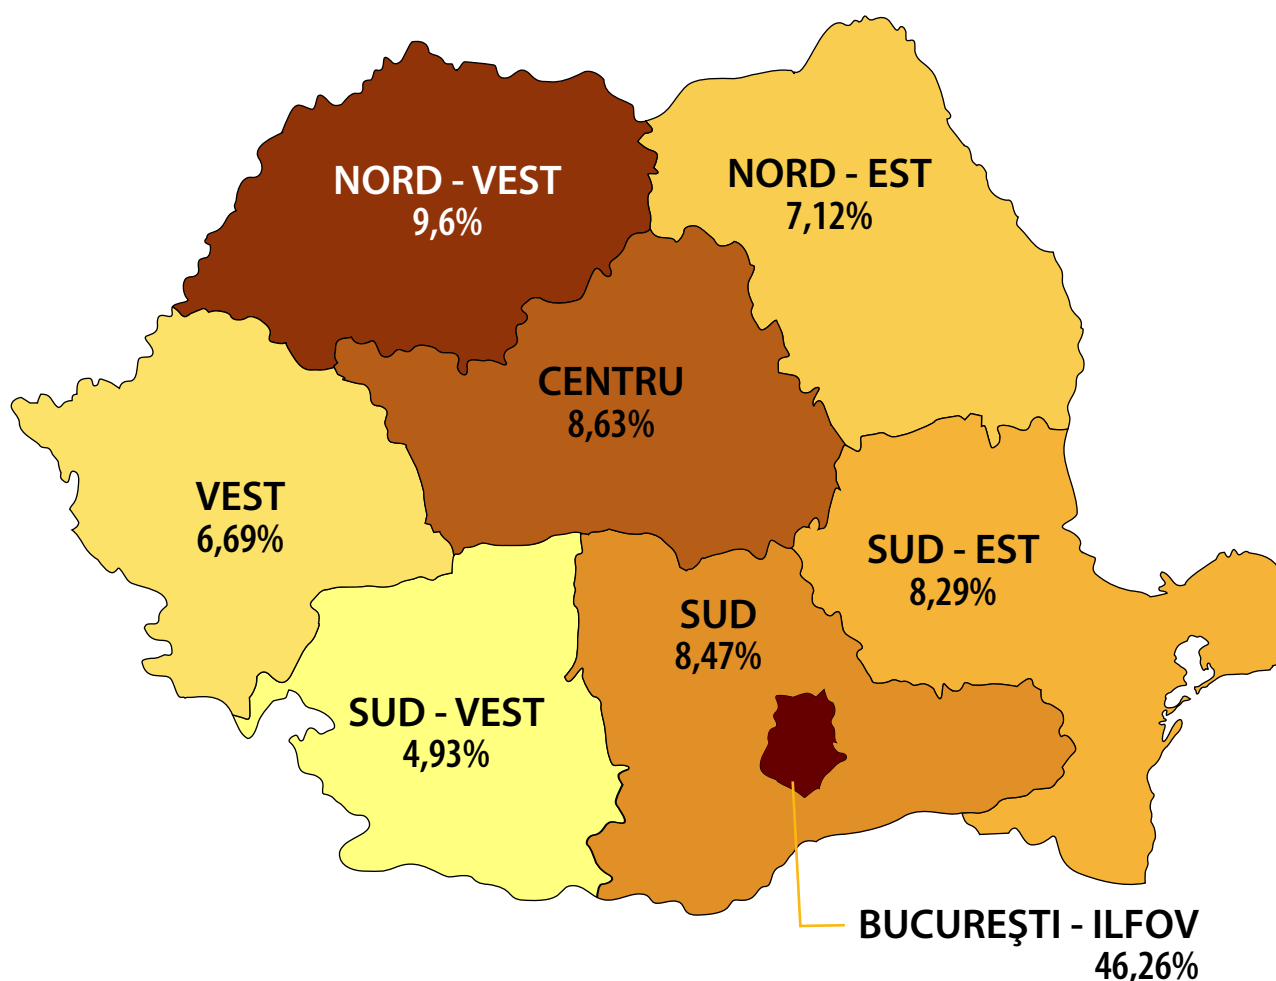 NORD - VEST
9,6%
NORD - EST
7,12%
CENTRU
8,63%
VEST
6,69%
SUD - EST
8,29%
SUD
8,47%
SUD - VEST
4,93%
BUCUREŞTI - ILFOV
46,26%